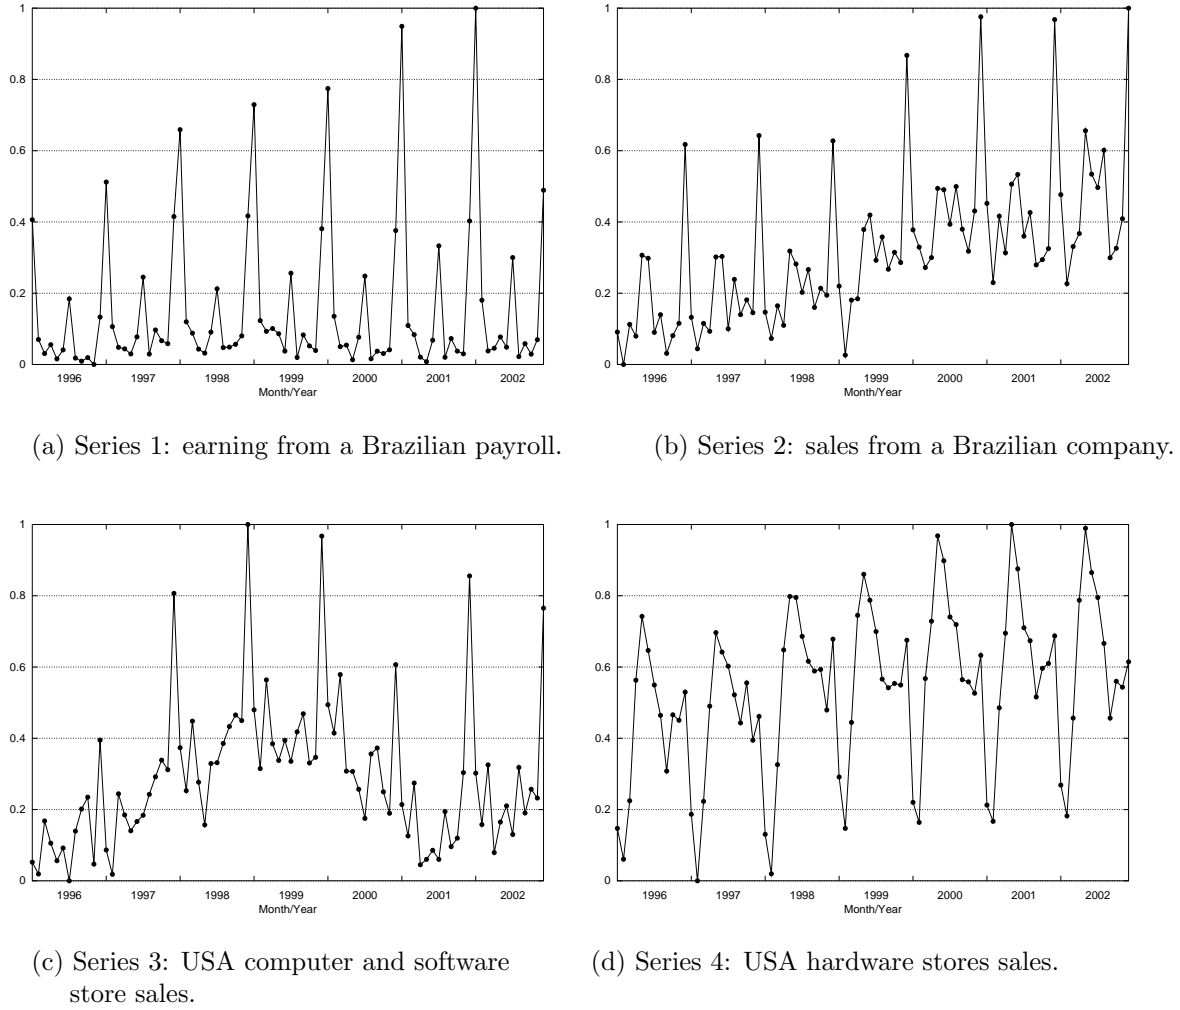 1
0.8
0.6
0.4
0.2
0
1996 1997 1998 1999 2000 2001 2002
Month/Year
(a) Series 1: earning from a Brazilian payroll.
1
0.8
0.6
0.4
0.2
0
1996 1997 1998 1999 2000 2001 2002
Month/Year
(b) Series 2: sales from a Brazilian company.
1
0.8
0.6
0.4
0.2
0
1996 1997 1998 1999 2000 2001 2002
Month/Year
(c) Series 3: USA computer and software
store sales.
1
0.8
0.6
0.4
0.2
0
1996 1997 1998 1999 2000 2001 2002
Month/Year
(d) Series 4: USA hardware stores sales.